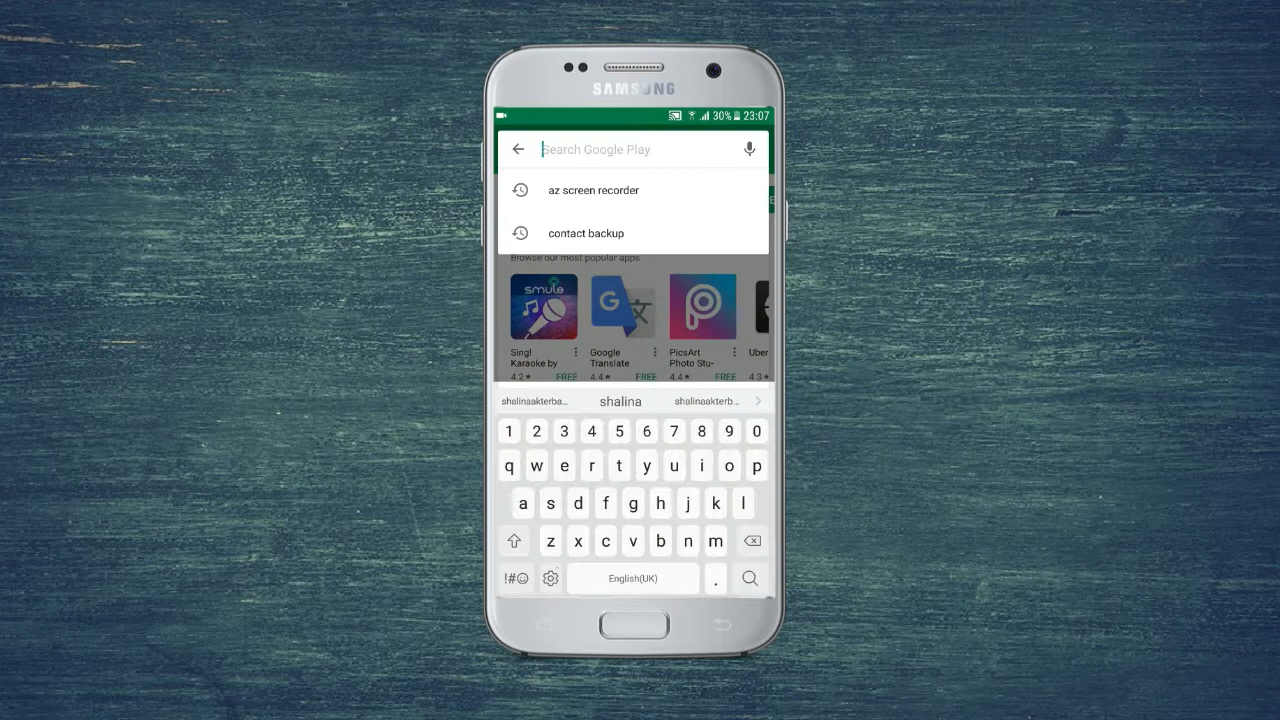 SAMSUNG
30% 23:07
Search Google Play
az screen recorder
contact backup
Browse our most popular apps
smule
G
Sing! Karaoke by
Google Translate
PicsArt Photo Stu-
Uber
4.2★ FREE
4.4★ FREE
4.4★ FREE
4.3★
shalinaakterba... shalina shalinaakterb...
1 2 3 4 5 6 7 8 9 0
q w e r t y u i o p
a s d f g h j k l
z x c v b n m
!#☺ English(UK) .